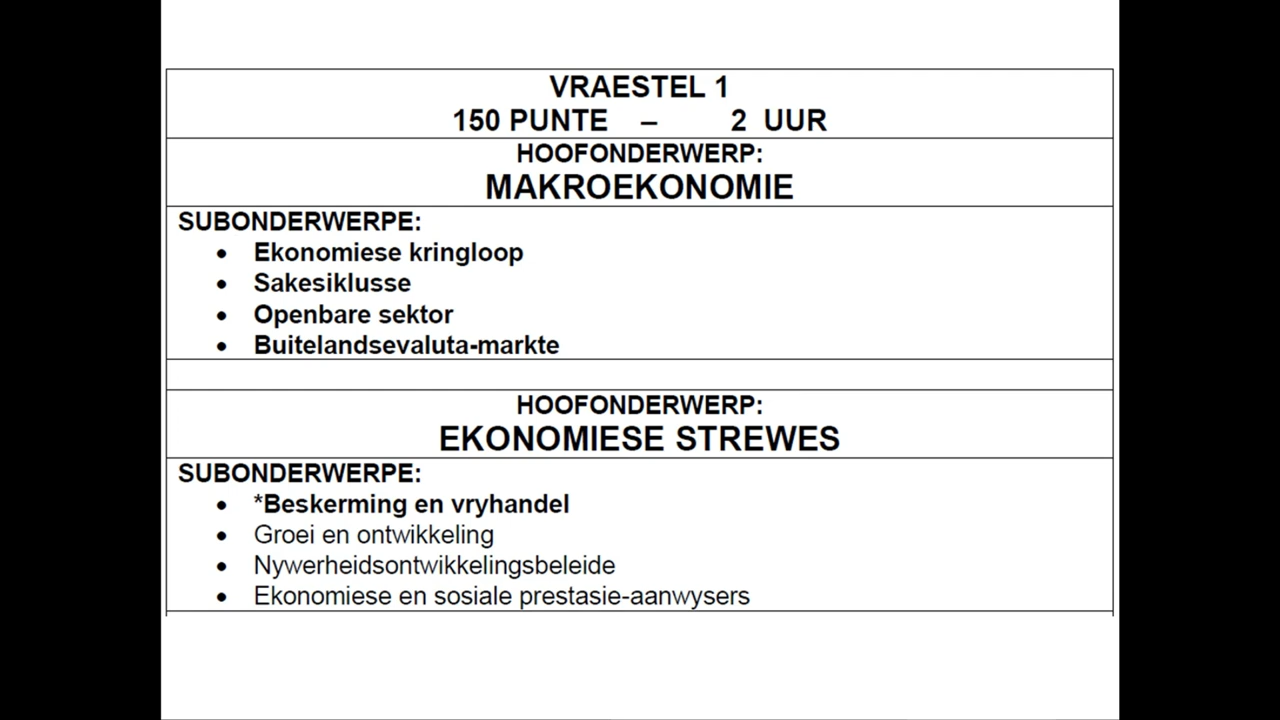 VRAESTEL 1
150 PUNTE – 2 UUR
HOOFONDERWERP:
MAKROEKONOMIE
SUBONDERWERPE:
• Ekonomiese kringloop
• Sakesiklusse
• Openbare sektor
• Buitelandsevaluta-markte
HOOFONDERWERP:
EKONOMIESE STREWES
SUBONDERWERPE:
• *Beskerming en vryhandel
• Groei en ontwikkeling
• Nywerheidsontwikkelingsbeleide
• Ekonomiese en sosiale prestasie-aanwysers